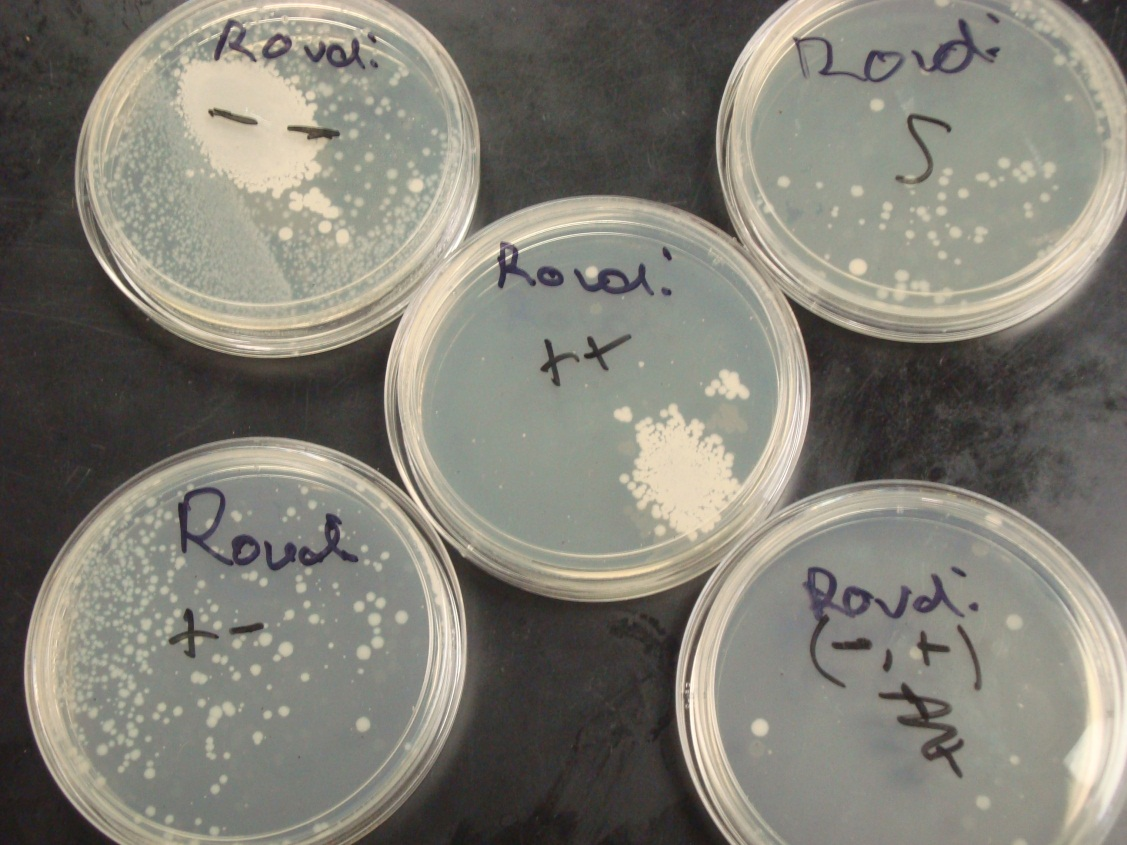 Rovdi
- -
Rovdi
S
Rovdi
++
Rovdi
+ -
Rovdi
(-, +)